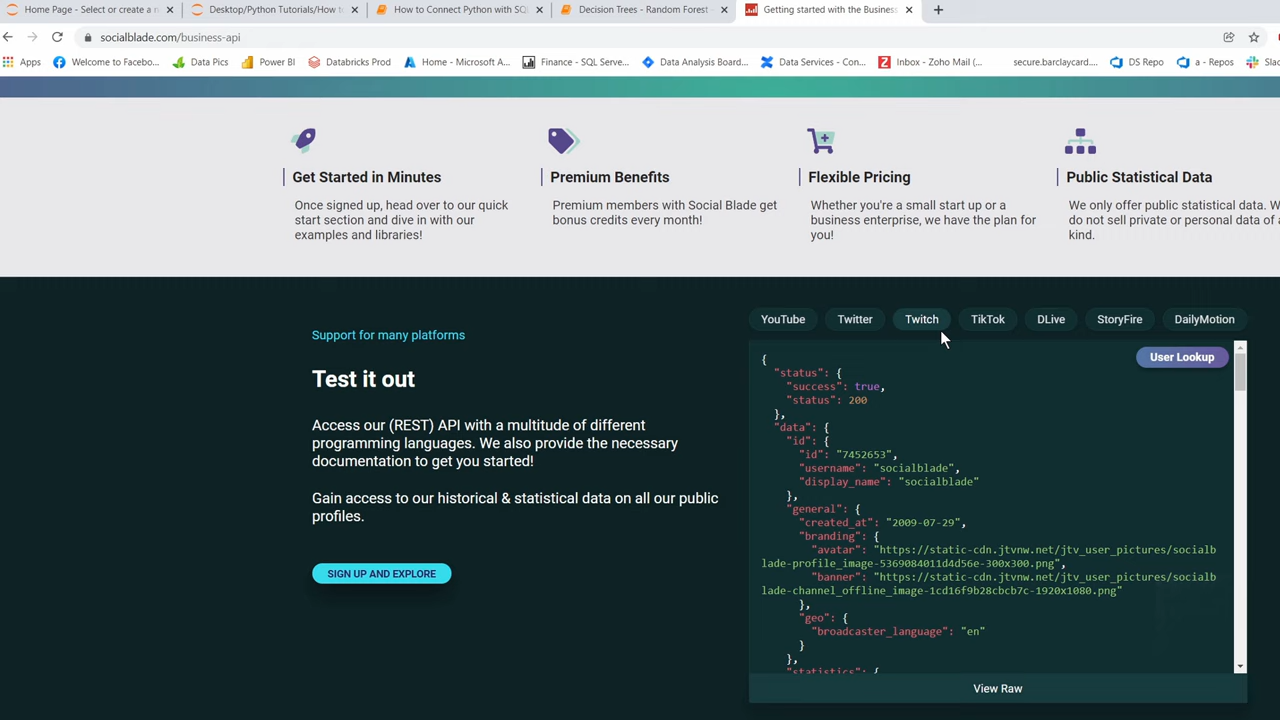 Home Page - Select or create a n
Desktop/Python Tutorials/How to
How to Connect Python with SQL
Decision Trees - Random Forest -
Getting started with the Business
socialblade.com/business-api
Apps
Welcome to Facebo...
Data Pics
Power BI
Databricks Prod
Home - Microsoft A...
Finance - SQL Serve...
Data Analysis Board...
Data Services - Con...
Inbox - Zoho Mail (...
secure.barclaycard....
DS Repo
a - Repos
Slac
Get Started in Minutes
Once signed up, head over to our quick
start section and dive in with our
examples and libraries!
Premium Benefits
Premium members with Social Blade get
bonus credits every month!
Flexible Pricing
Whether you're a small start up or a
business enterprise, we have the plan for
you!
Public Statistical Data
We only offer public statistical data. W
do not sell private or personal data of a
kind.
Support for many platforms
Test it out
Access our (REST) API with a multitude of different
programming languages. We also provide the necessary
documentation to get you started!
Gain access to our historical & statistical data on all our public
profiles.
SIGN UP AND EXPLORE
YouTube
Twitter
Twitch
TikTok
DLive
StoryFire
DailyMotion
User Lookup
{
"status": {
"success": true,
"status": 200
},
"data": {
"id": {
"id": "7452653",
"username": "socialblade",
"display_name": "socialblade"
},
"general": {
"created_at": "2009-07-29",
"branding": {
"avatar": "https://static-cdn.jtvnw.net/jtv_user_pictures/socialb
lade-profile_image-5369084011d4d56e-300x300.png",
"banner": "https://static-cdn.jtvnw.net/jtv_user_pictures/socialb
lade-channel_offline_image-1cd16f9b28cbcb7c-1920x1080.png"
},
"geo": {
"broadcaster_language": "en"
}
},
"statistics": {
View Raw